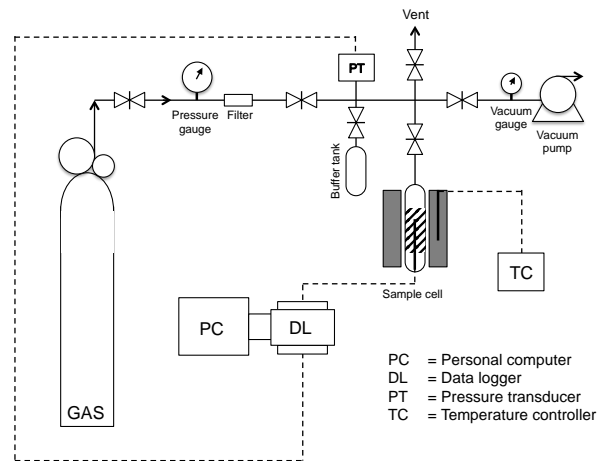 Vent
PT
Pressure
gauge
Filter
Buffer tank
Vacuum
gauge
Vacuum
pump
TC
Sample cell
PC
DL
GAS
PC = Personal computer
DL = Data logger
PT = Pressure transducer
TC = Temperature controller